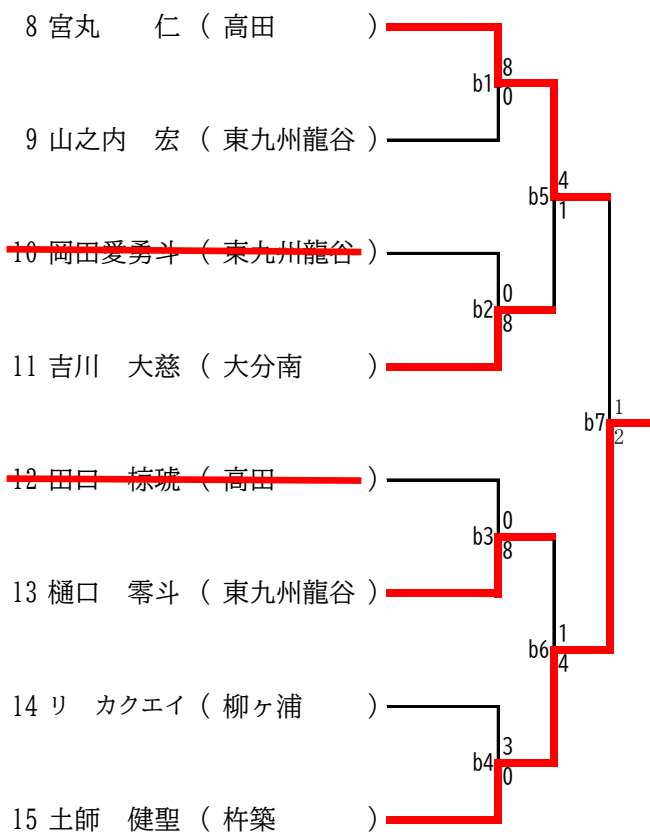 8 宮丸　　仁 ( 高田　　　 )
8
b1
0
9 山之内　宏 ( 東九州龍谷 )
4
b5
1
10 岡田愛勇斗 ( 東九州龍谷 )
0
b2
8
11 吉川　大慈 ( 大分南　　 )
1
b7
2
12 田口　椋琥 ( 高田　　　 )
0
b3
8
13 樋口　零斗 ( 東九州龍谷 )
1
b6
4
14 リ　カクエイ ( 柳ヶ浦　　 )
3
b4
0
15 土師　健聖 ( 杵築　　　 )